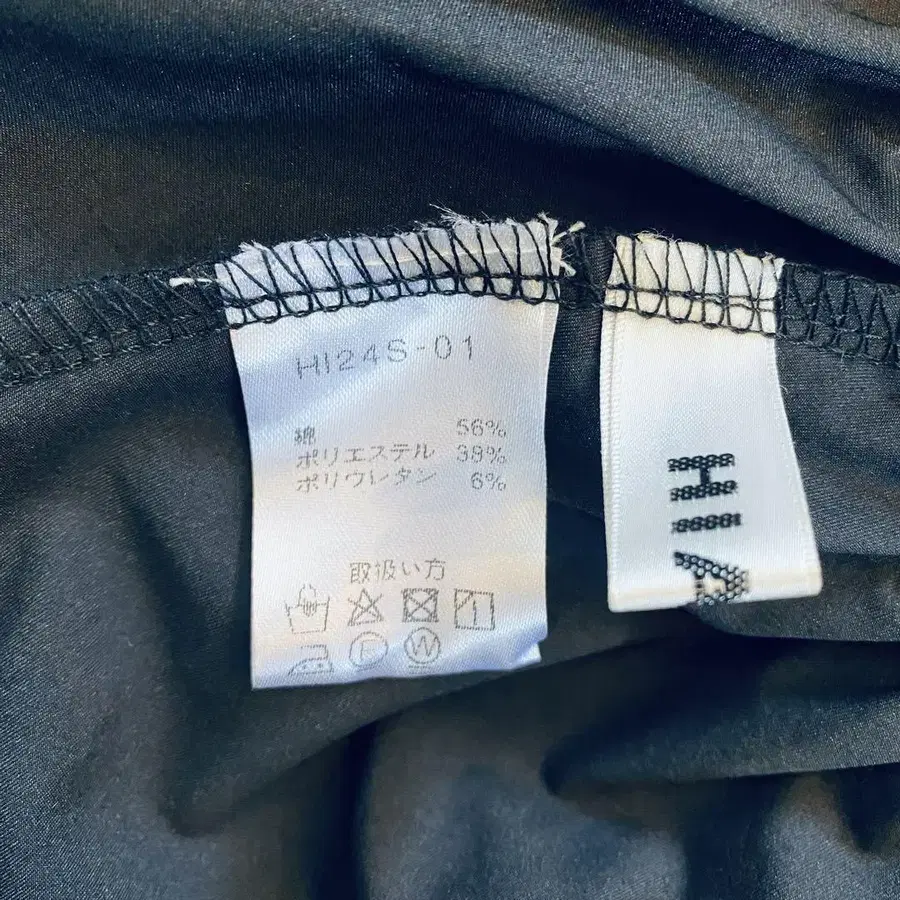 HI24S-01
綿 56%
ポリエステル 38%
ポリウレタン 6%
取扱い方
F
W
HIA